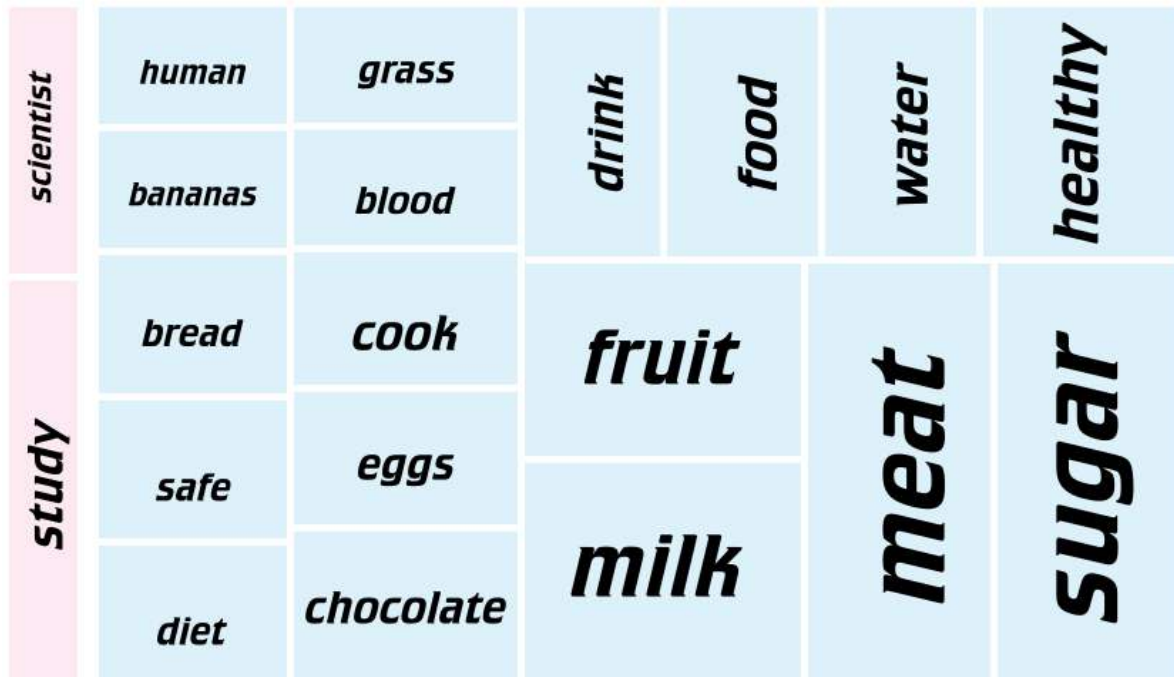 scientist
study
human
bananas
bread
safe
diet
grass
blood
cook
eggs
chocolate
drink
food
water
healthy
fruit
milk
meat
sugar